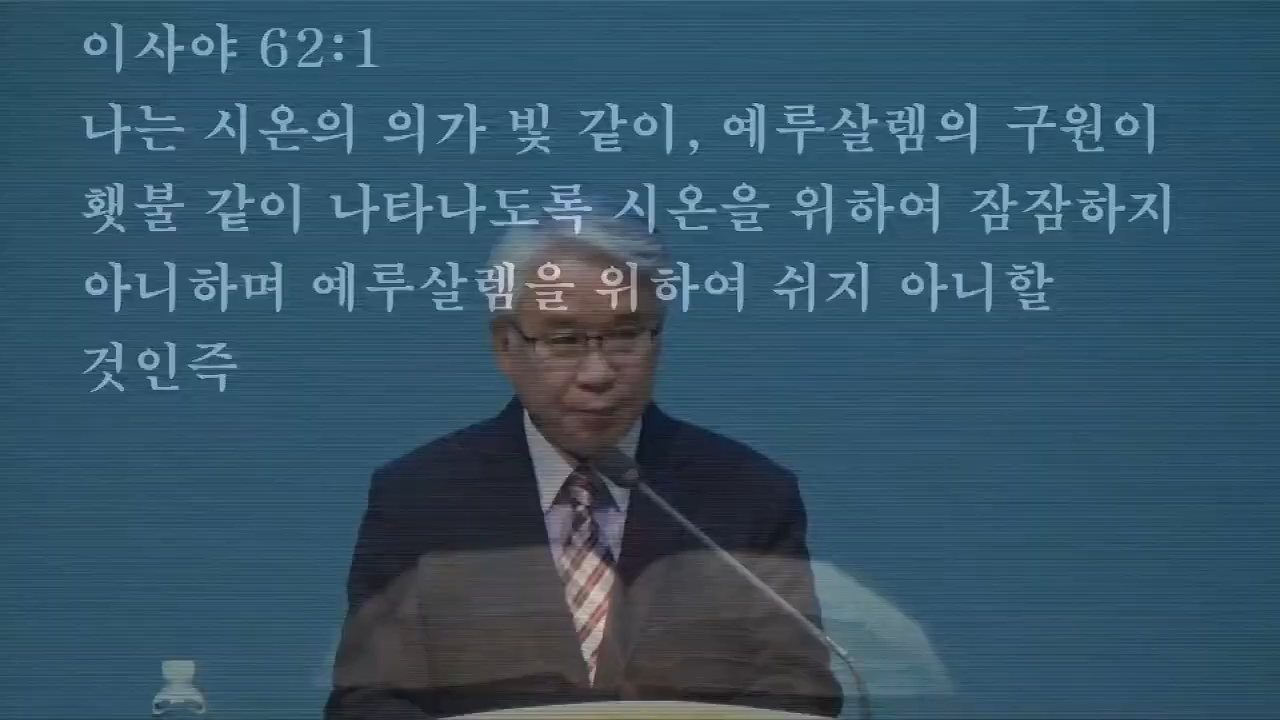 이사야 62:1
나는 시온의 의가 빛 같이, 예루살렘의 구원이
횃불 같이 나타나도록 시온을 위하여 잠잠하지
아니하며 예루살렘을 위하여 쉬지 아니할
것인즉